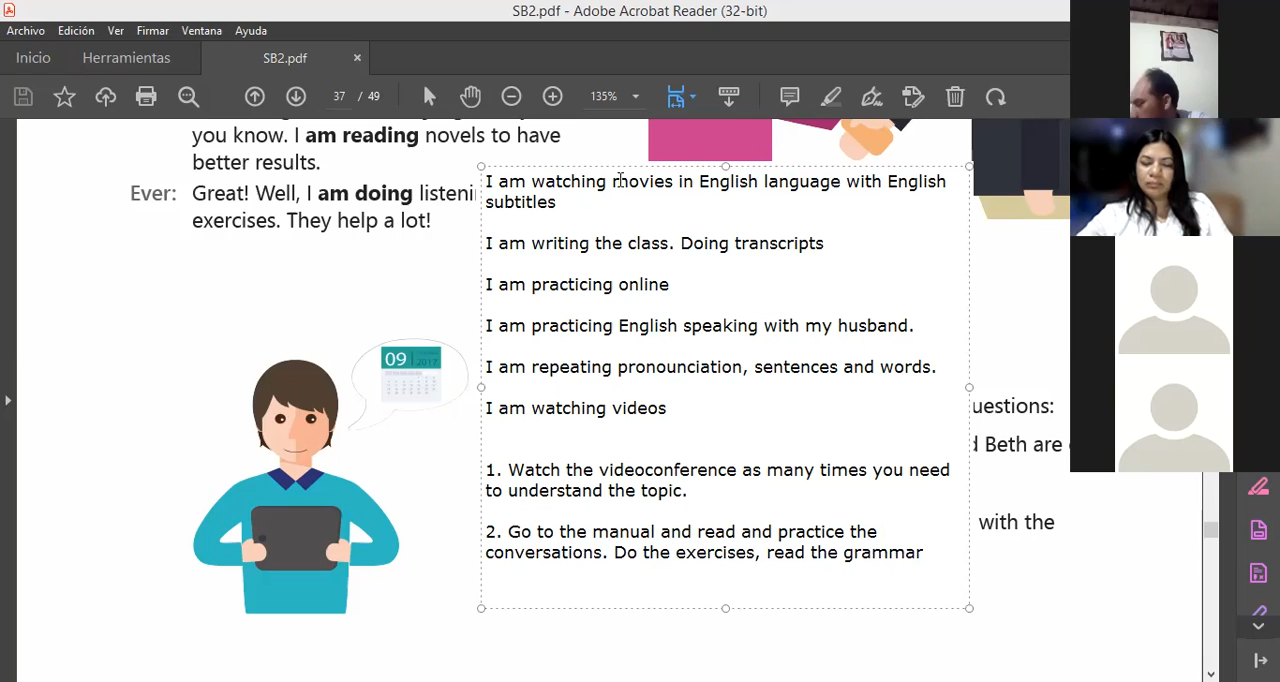 SB2.pdf - Adobe Acrobat Reader (32-bit)
Archivo Edición Ver Firmar Ventana Ayuda
Inicio Herramientas SB2.pdf ×
37 / 49 135%
you know. I am reading novels to have
better results.
Ever: Great! Well, I am doing listeni
exercises. They help a lot!
09 2017
I am watching movies in English language with English
subtitles
I am writing the class. Doing transcripts
I am practicing online
I am practicing English speaking with my husband.
I am repeating pronounciation, sentences and words.
I am watching videos
1. Watch the videoconference as many times you need
to understand the topic.
2. Go to the manual and read and practice the
conversations. Do the exercises, read the grammar
uestions:
d Beth are
with the